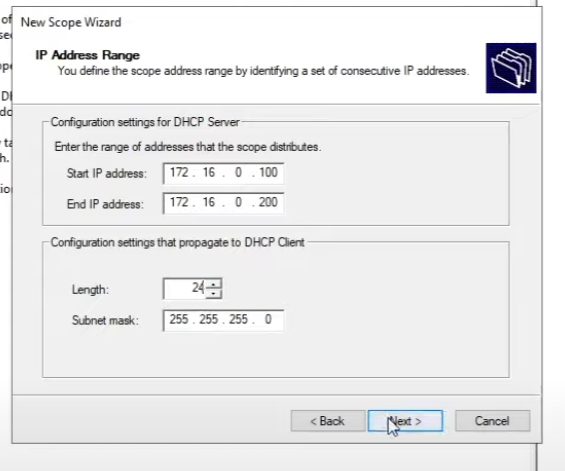 New Scope Wizard
IP Address Range
You define the scope address range by identifying a set of consecutive IP addresses.
Configuration settings for DHCP Server
Enter the range of addresses that the scope distributes.
Start IP address: 172 . 16 . 0 . 100
End IP address: 172 . 16 . 0 . 200
Configuration settings that propagate to DHCP Client
Length: 24
Subnet mask: 255 . 255 . 255 . 0
< Back Next > Cancel